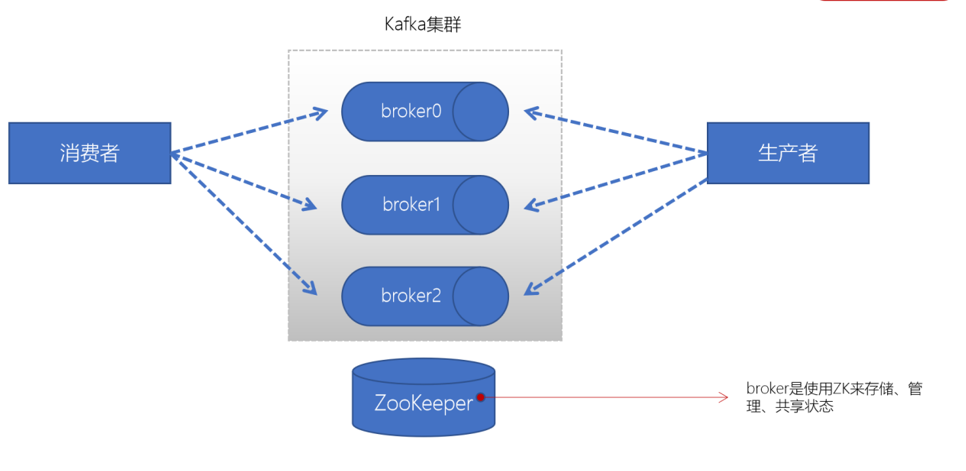 Kafka集群
broker0
消费者
生产者
broker1
broker2
ZooKeeper
broker是使用ZK来存储、管
理、共享状态